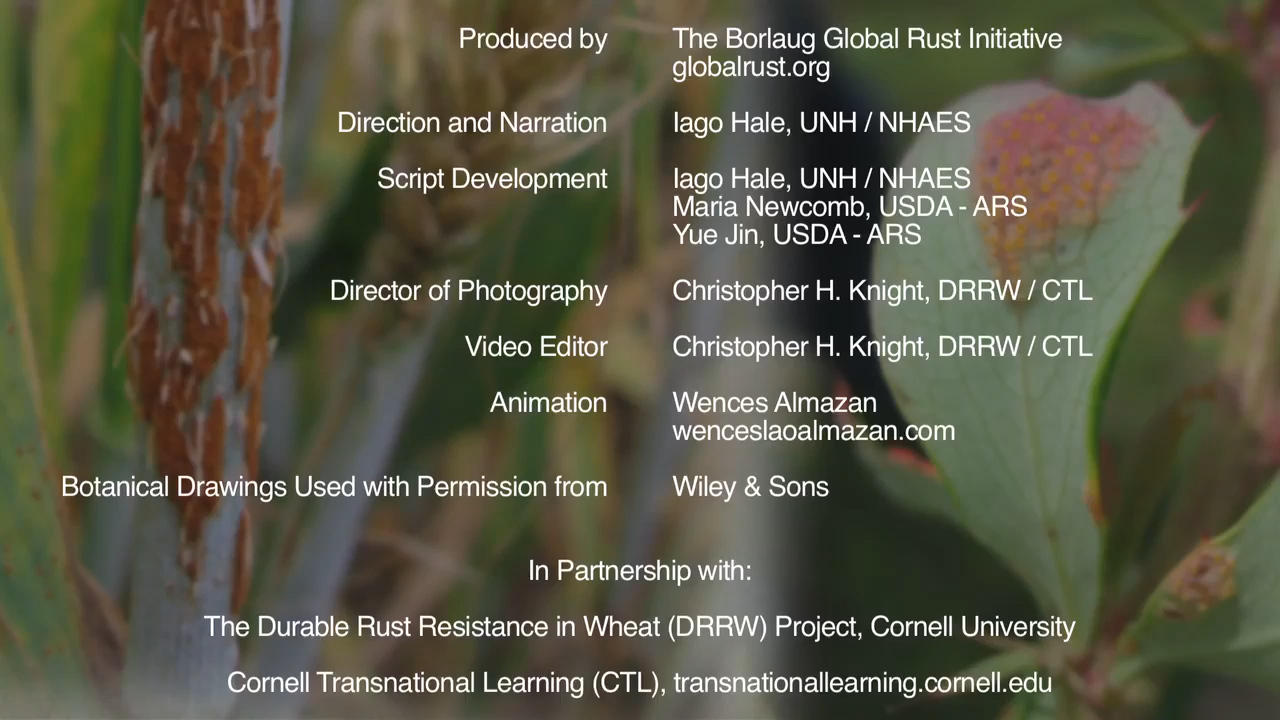 Produced by The Borlaug Global Rust Initiative
globalrust.org
Direction and Narration Iago Hale, UNH / NHAES
Script Development Iago Hale, UNH / NHAES
Maria Newcomb, USDA - ARS
Yue Jin, USDA - ARS
Director of Photography Christopher H. Knight, DRRW / CTL
Video Editor Christopher H. Knight, DRRW / CTL
Animation Wences Almazan
wenceslaoalmazan.com
Botanical Drawings Used with Permission from Wiley & Sons
In Partnership with:
The Durable Rust Resistance in Wheat (DRRW) Project, Cornell University
Cornell Transnational Learning (CTL), transnationallearning.cornell.edu